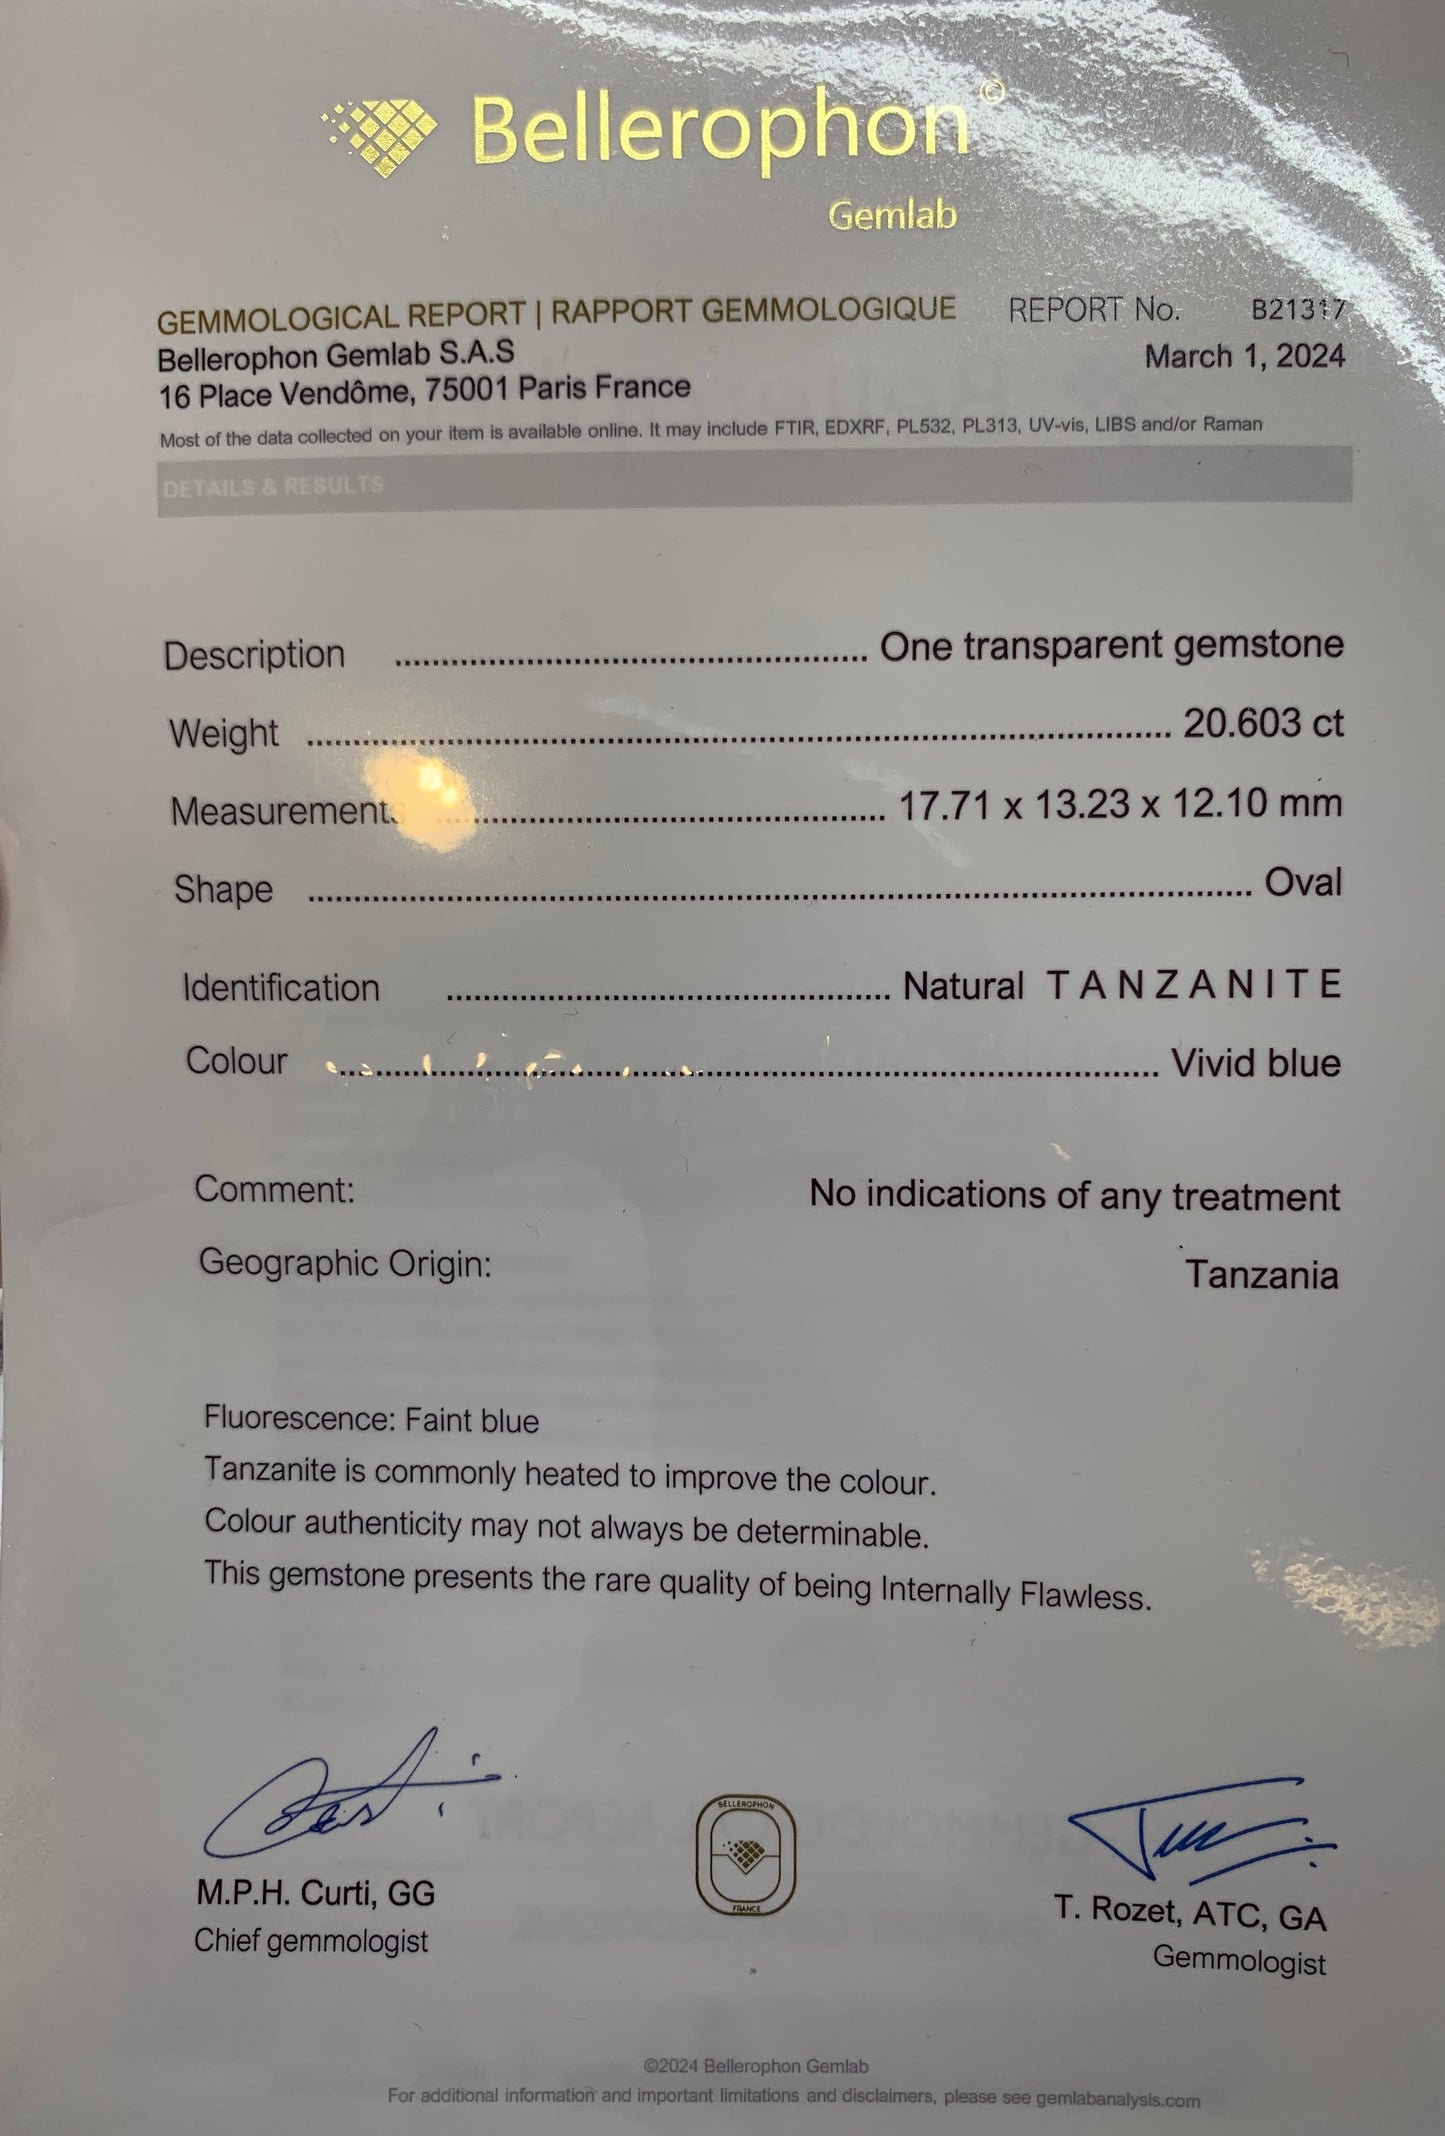 Bellerophon©
Gemlab
GEMMOLOGICAL REPORT | RAPPORT GEMMOLOGIQUE REPORT No. B21317
Bellerophon Gemlab S.A.S March 1, 2024
16 Place Vendôme, 75001 Paris France
Most of the data collected on your item is available online. It may include FTIR, EDXRF, PL532, PL313, UV-vis, LIBS and/or Raman
DETAILS & RESULTS
Description ........................................ One transparent gemstone
Weight ........................................ 20.603 ct
Measurements ........................................ 17.71 x 13.23 x 12.10 mm
Shape ........................................ Oval
Identification ........................................ Natural TANZANITE
Colour ........................................ Vivid blue
Comment: No indications of any treatment
Geographic Origin: Tanzania
Fluorescence: Faint blue
Tanzanite is commonly heated to improve the colour.
Colour authenticity may not always be determinable.
This gemstone presents the rare quality of being Internally Flawless.
BELLEROPHON
FRANCE
M.P.H. Curti, GG
Chief gemmologist
T. Rozet, ATC, GA
Gemmologist
©2024 Bellerophon Gemlab
For additional information and important limitations and disclaimers, please see gemlabanalysis.com